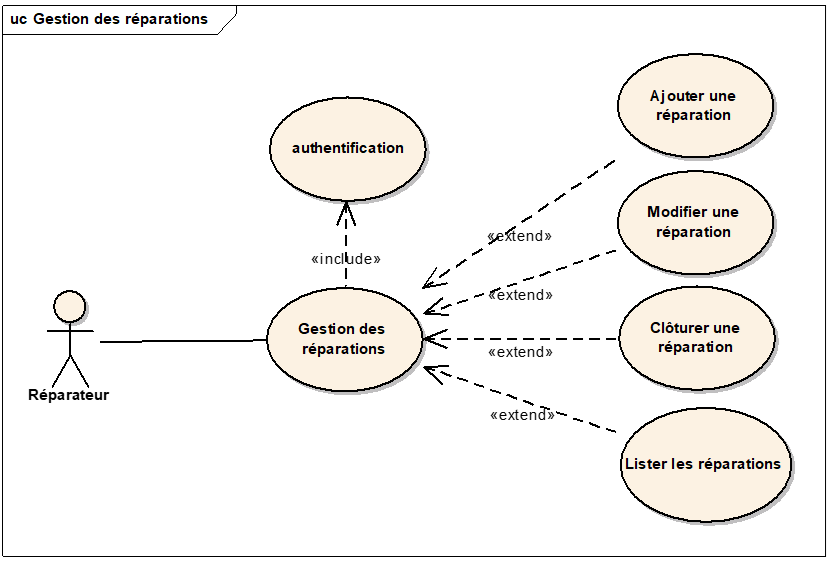 uc Gestion des réparations
Ajouter une
réparation
authentification
Modifier une
réparation
«extend»
«include»
«extend»
Gestion des
réparations
Clôturer une
réparation
«extend»
Réparateur
«extend»
Lister les réparations